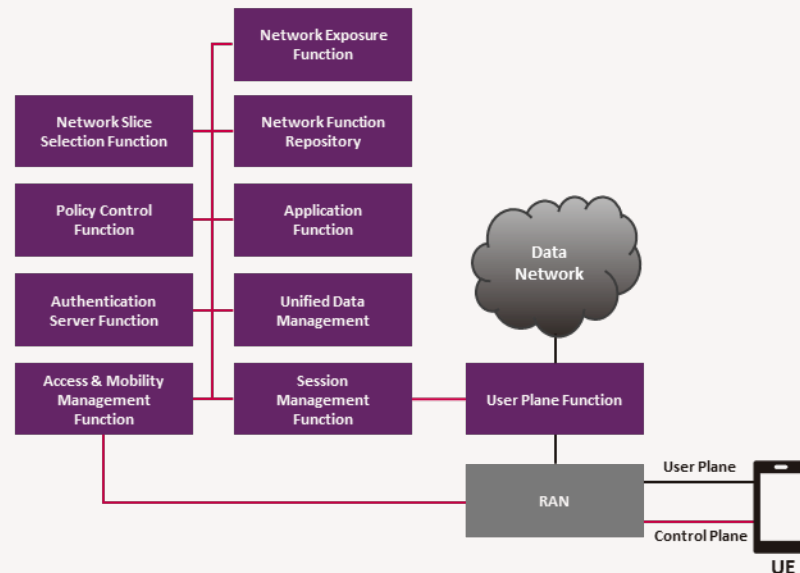 Network Exposure
Function
Network Slice
Selection Function
Network Function
Repository
Policy Control
Function
Application
Function
Data
Network
Authentication
Server Function
Unified Data
Management
Access & Mobility
Management
Function
Session
Management
Function
User Plane Function
User Plane
RAN
Control Plane
UE